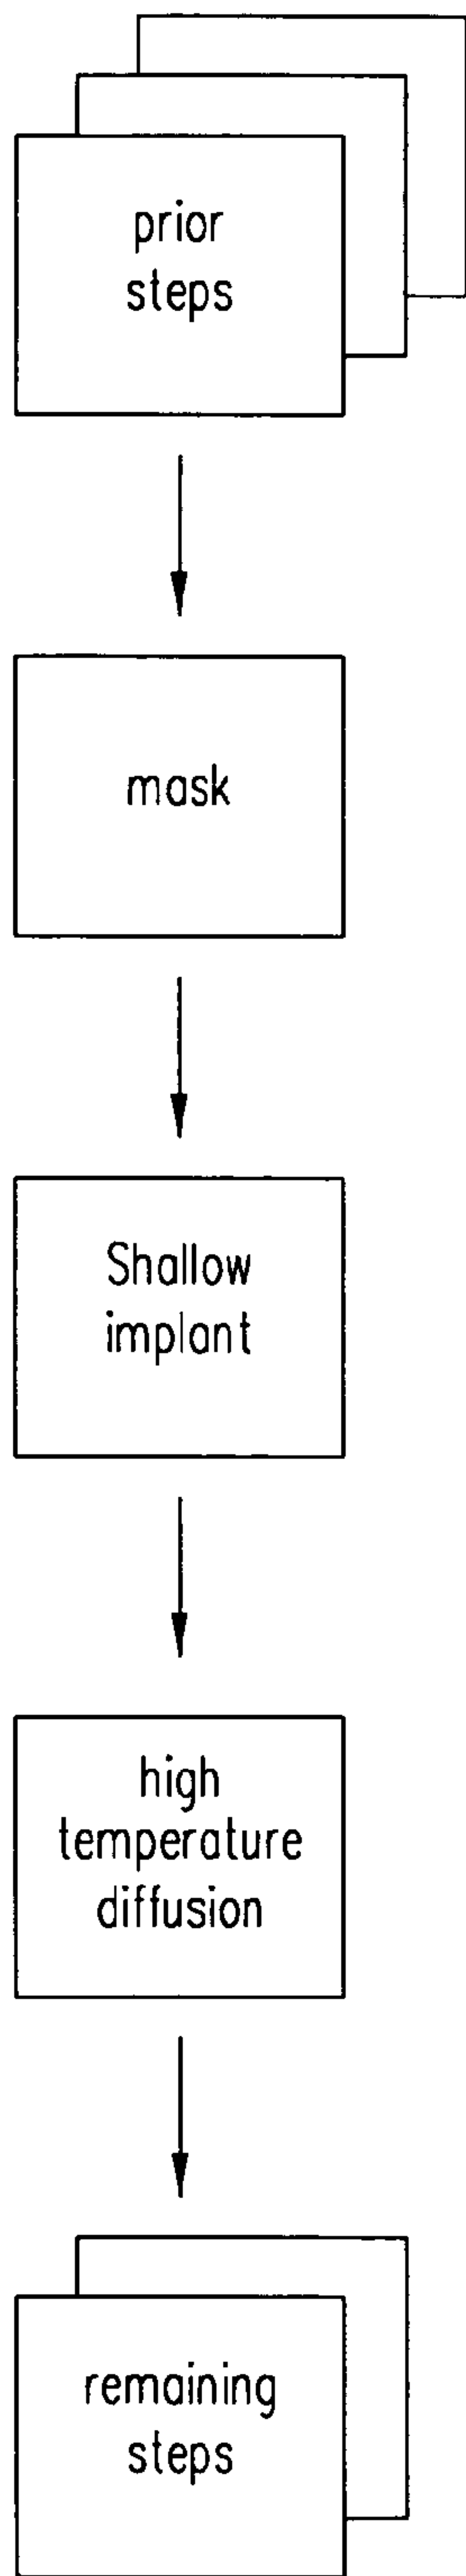 prior
steps
mask
Shallow
implant
high
temperature
diffusion
remaining
steps